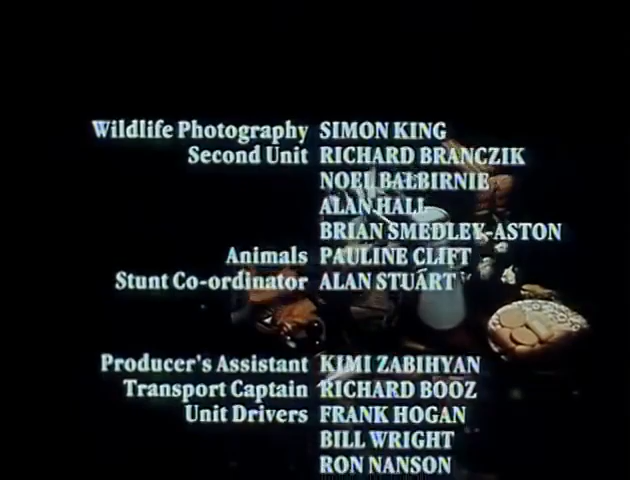 Wildlife Photography SIMON KING
Second Unit RICHARD BRANCZIK
NOEL BALBIRNIE
ALAN HALL
BRIAN SMEDLEY-ASTON
Animals PAULINE CLIFT
Stunt Co-ordinator ALAN STUART
Producer's Assistant KIMI ZABIHYAN
Transport Captain RICHARD BOOZ
Unit Drivers FRANK HOGAN
BILL WRIGHT
RON NANSON